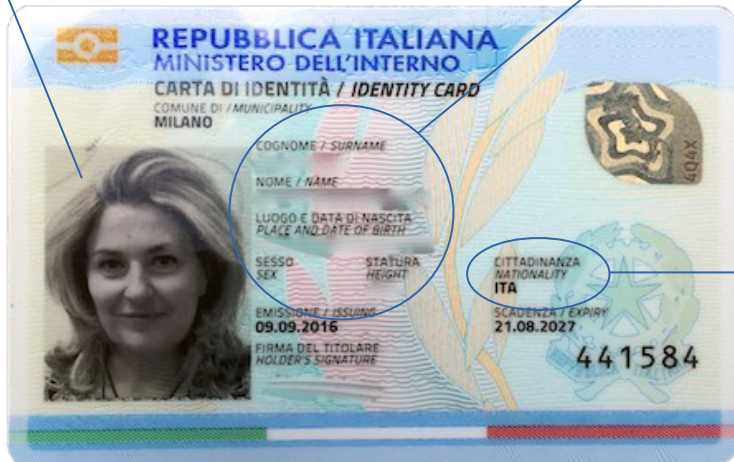 REPUBBLICA ITALIANA
MINISTERO DELL'INTERNO
CARTA DI IDENTITÀ / IDENTITY CARD
COMUNE DI / MUNICIPALITY
MILANO
COGNOME / SURNAME
NOME / NAME
LUOGO E DATA DI NASCITA
PLACE AND DATE OF BIRTH
SESSO
SEX
STATURA
HEIGHT
CITTADINANZA
NATIONALITY
ITA
EMISSIONE / ISSUING
09.09.2016
SCADENZA / EXPIRY
21.08.2027
FIRMA DEL TITOLARE
HOLDER'S SIGNATURE
441584
4Q4X